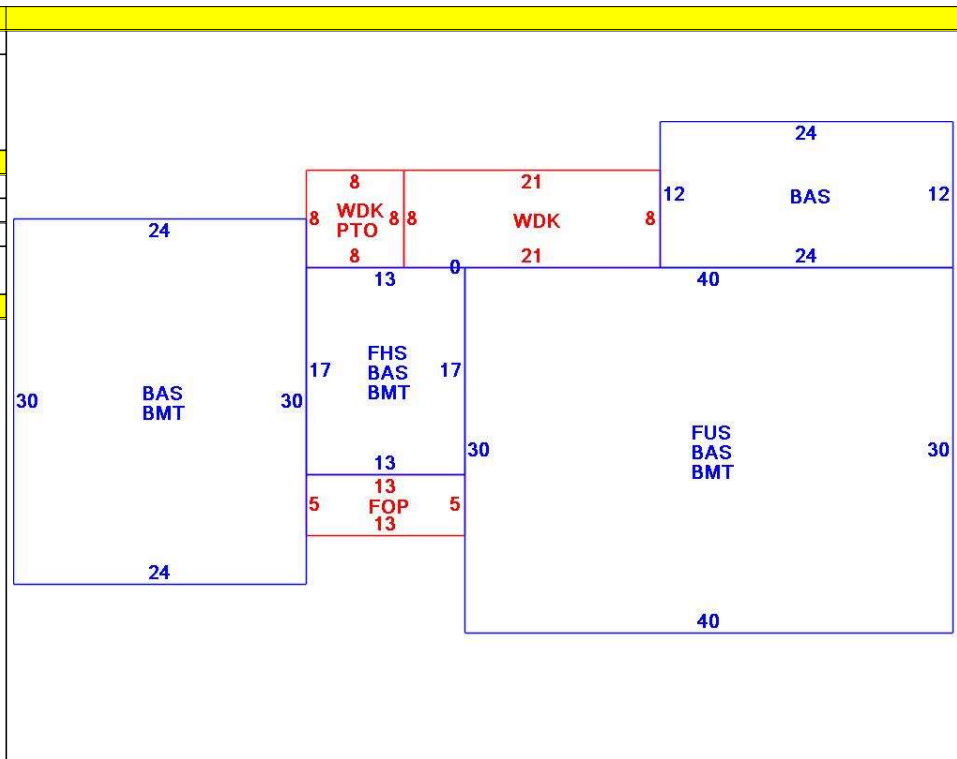 24
12 BAS 12
24
8 21
8 WDK 8 8 WDK 8
PTO
8 21
24
0
13 40
30 BAS 30
BMT
17 FHS 17
BAS
BMT
13
30 FUS 30
BAS
BMT
13
5 FOP 5
13
24
40